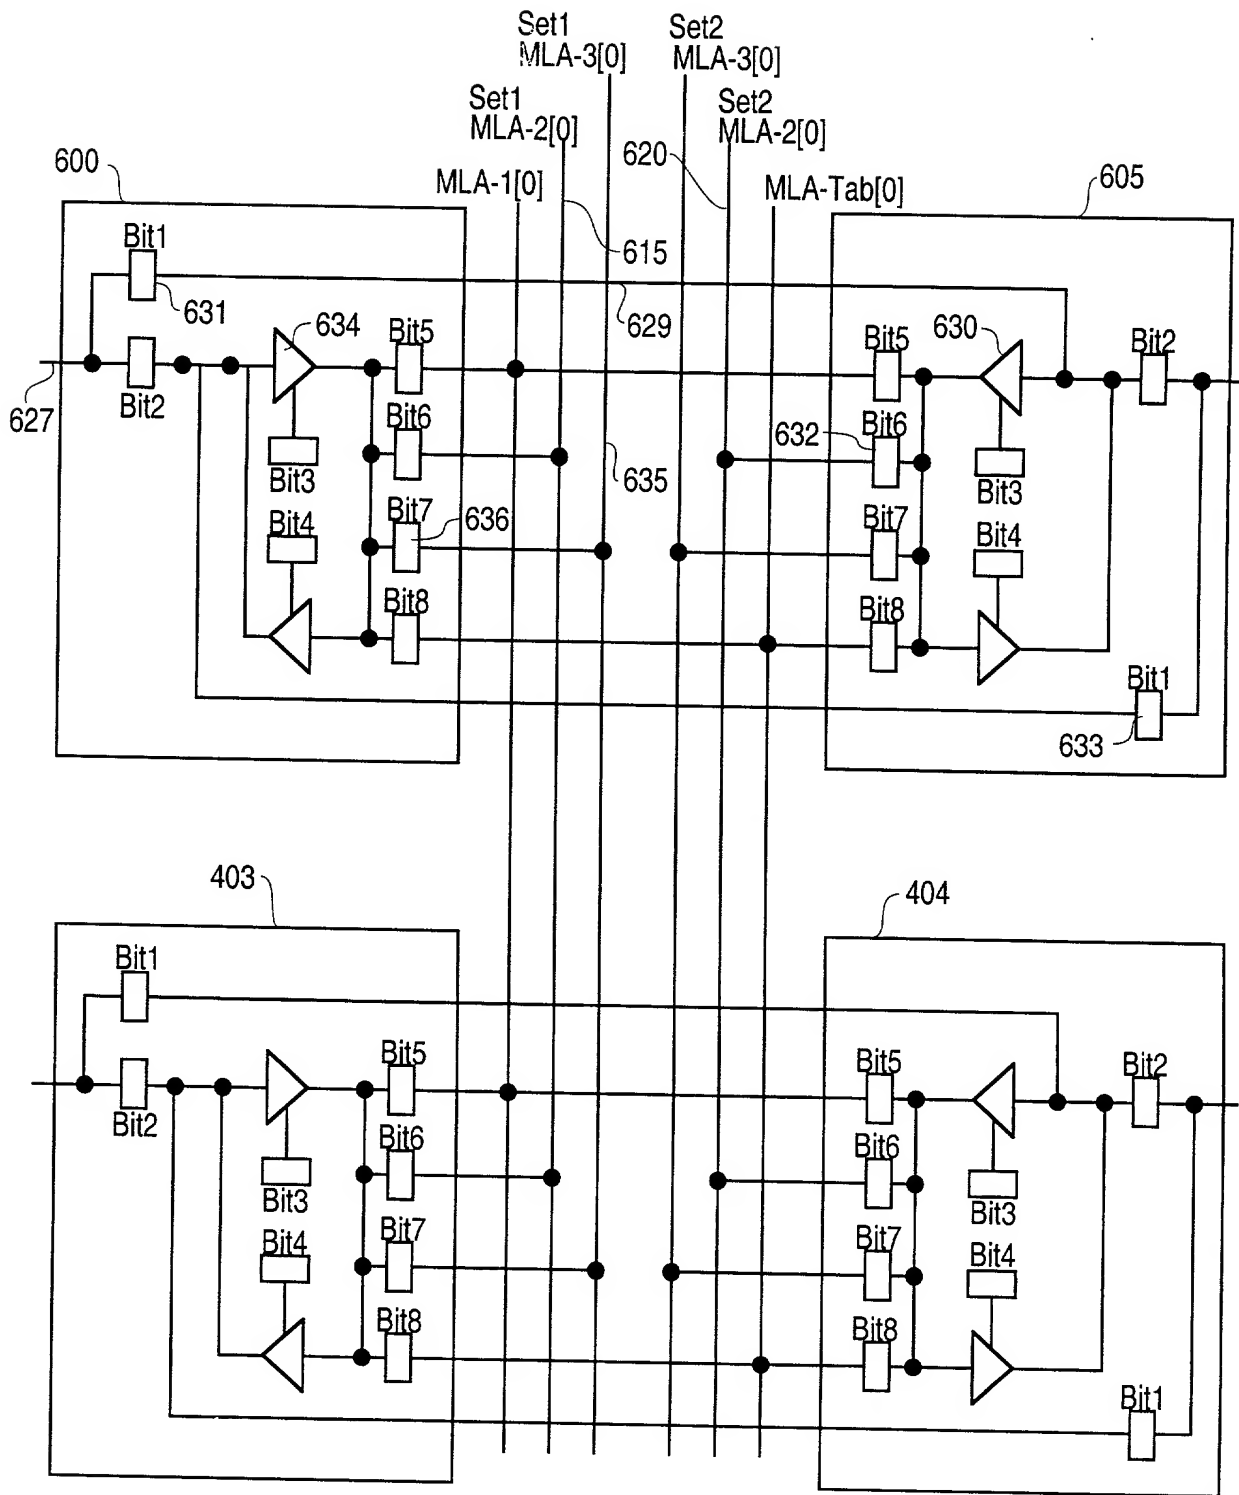 Set1
MLA-3[0]
Set2
MLA-3[0]
Set1
MLA-2[0]
Set2
MLA-2[0]
600
620
MLA-1[0]
MLA-Tab[0]
605
Bit1
615
631
629
634
Bit5
Bit5
630
Bit2
Bit2
627
Bit6
632
Bit6
635
Bit3
Bit3
Bit4
Bit7
636
Bit7
Bit4
Bit8
Bit8
Bit1
633
403
404
Bit1
Bit5
Bit5
Bit2
Bit2
Bit6
Bit6
Bit3
Bit3
Bit4
Bit7
Bit7
Bit4
Bit8
Bit8
Bit1